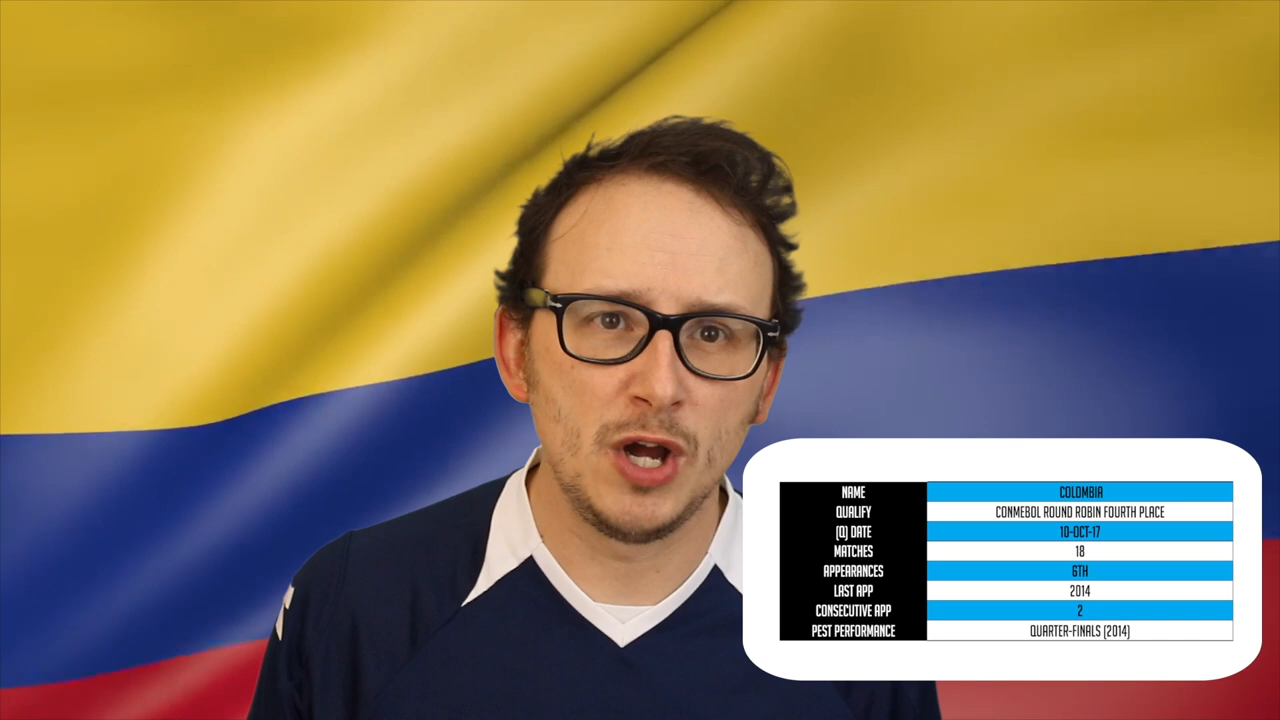 NAME COLOMBIA
QUALIFY CONMEBOL ROUND ROBIN FOURTH PLACE
(Q) DATE 10-OCT-17
MATCHES 18
APPEARANCES 6TH
LAST APP 2014
CONSECUTIVE APP 2
PEST PERFORMANCE QUARTER-FINALS (2014)